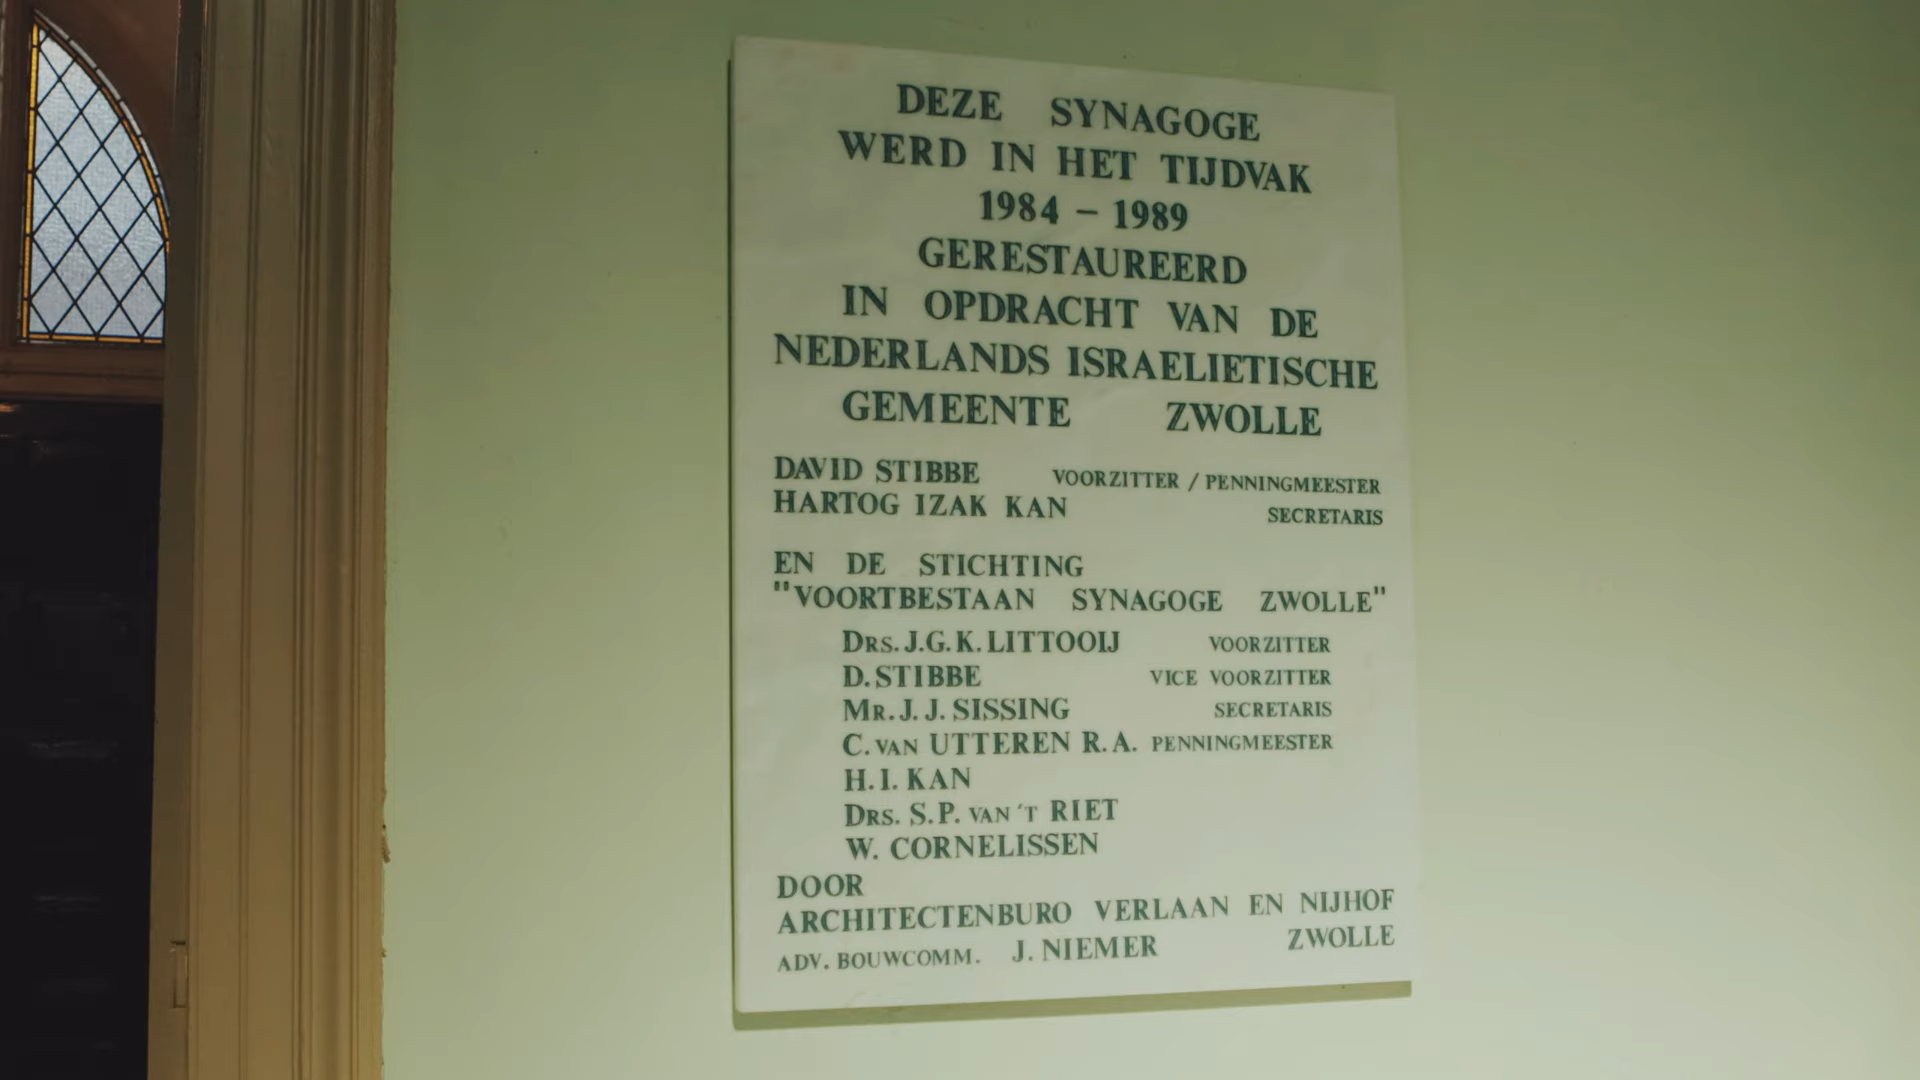 DEZE SYNAGOGE
WERD IN HET TIJDVAK
1984 – 1989
GERESTAUREERD
IN OPDRACHT VAN DE
NEDERLANDS ISRAELIETISCHE
GEMEENTE ZWOLLE
DAVID STIBBE VOORZITTER / PENNINGMEESTER
HARTOG IZAK KAN SECRETARIS
EN DE STICHTING
"VOORTBESTAAN SYNAGOGE ZWOLLE"
DRS. J.G.K. LITTOOIJ VOORZITTER
D. STIBBE VICE VOORZITTER
MR. J. J. SISSING SECRETARIS
C. VAN UTTEREN R.A. PENNINGMEESTER
H. I. KAN
DRS. S.P. VAN 'T RIET
W. CORNELISSEN
DOOR
ARCHITECTENBURO VERLAAN EN NIJHOF
ADV. BOUWCOMM. J. NIEMER ZWOLLE